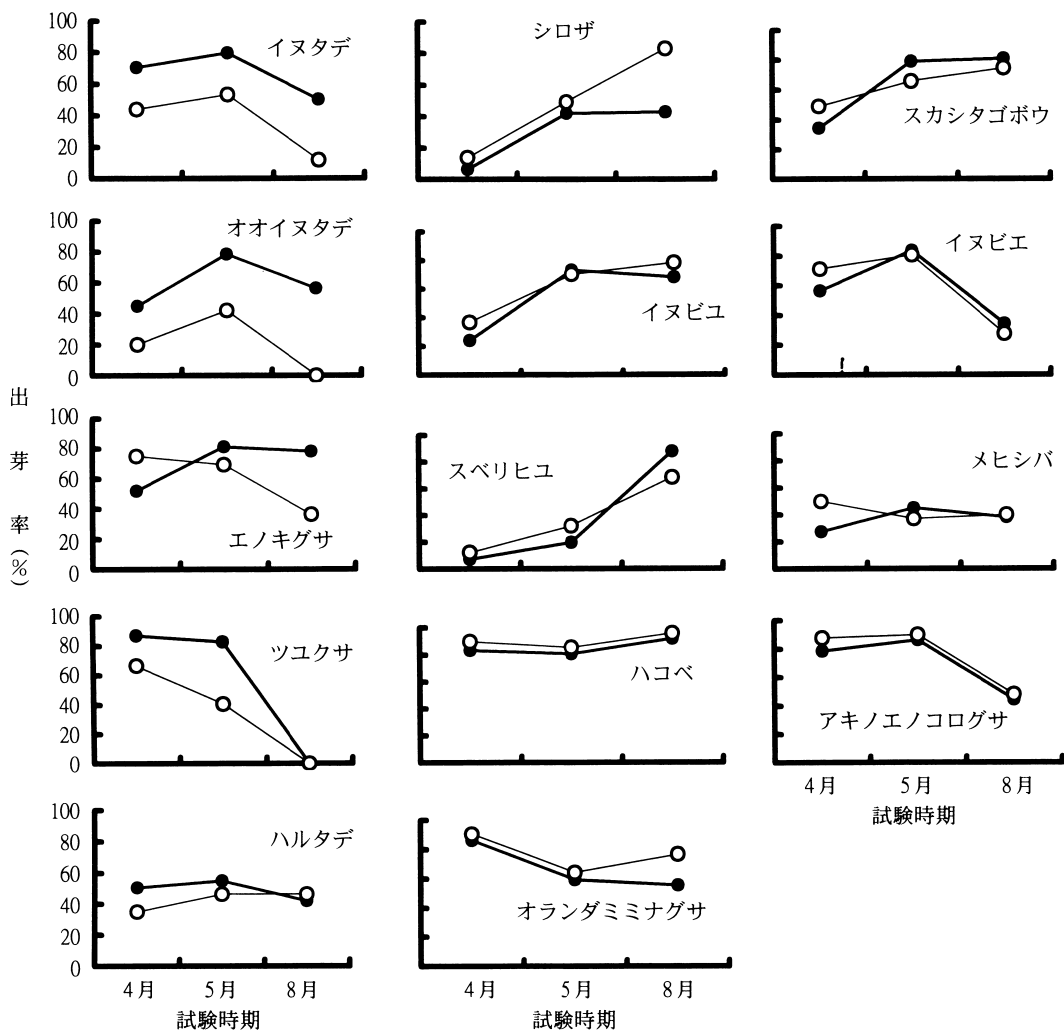 出芽率(%)
100
80
60
40
20
0
イヌタデ
シロザ
スカシタゴボウ
100
80
60
40
20
0
オオイヌタデ
イヌビユ
イヌビエ
100
80
60
40
20
0
エノキグサ
スベリヒユ
メヒシバ
100
80
60
40
20
0
ツユクサ
ハコベ
アキノエノコログサ
4月 5月 8月
試験時期
100
80
60
40
20
0
ハルタデ
オランダミミナグサ
4月 5月 8月
試験時期
4月 5月 8月
試験時期